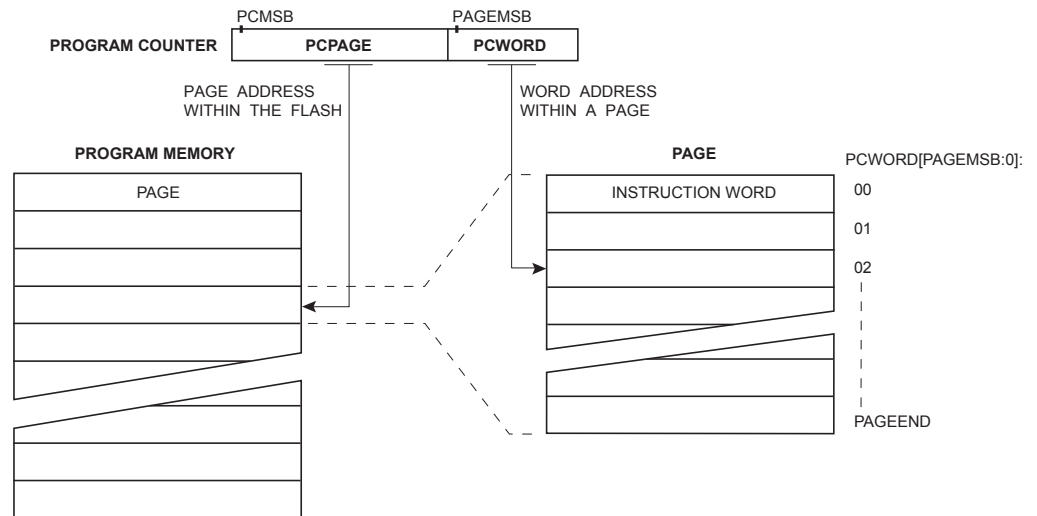 PCMSB PAGEMSB
PROGRAM COUNTER PCPAGE PCWORD
PAGE ADDRESS
WITHIN THE FLASH
WORD ADDRESS
WITHIN A PAGE
PROGRAM MEMORY
PAGE
PAGE
INSTRUCTION WORD
PCWORD[PAGEMSB:0]:
00
01
02
PAGEEND